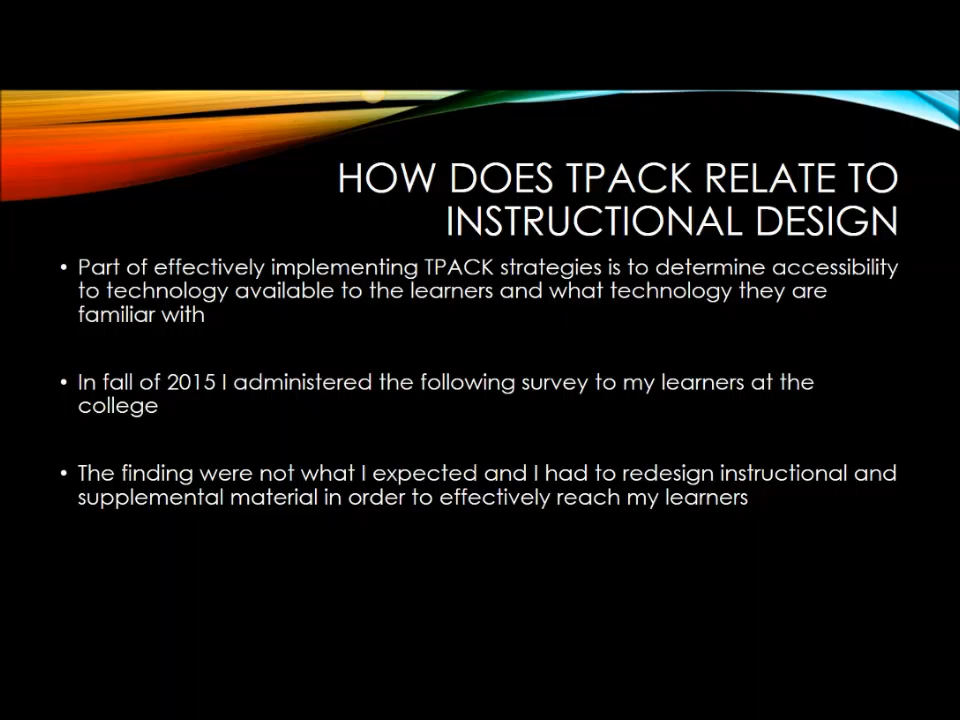 HOW DOES TPACK RELATE TO
INSTRUCTIONAL DESIGN
• Part of effectively implementing TPACK strategies is to determine accessibility
to technology available to the learners and what technology they are
familiar with
• In fall of 2015 I administered the following survey to my learners at the
college
• The finding were not what I expected and I had to redesign instructional and
supplemental material in order to effectively reach my learners